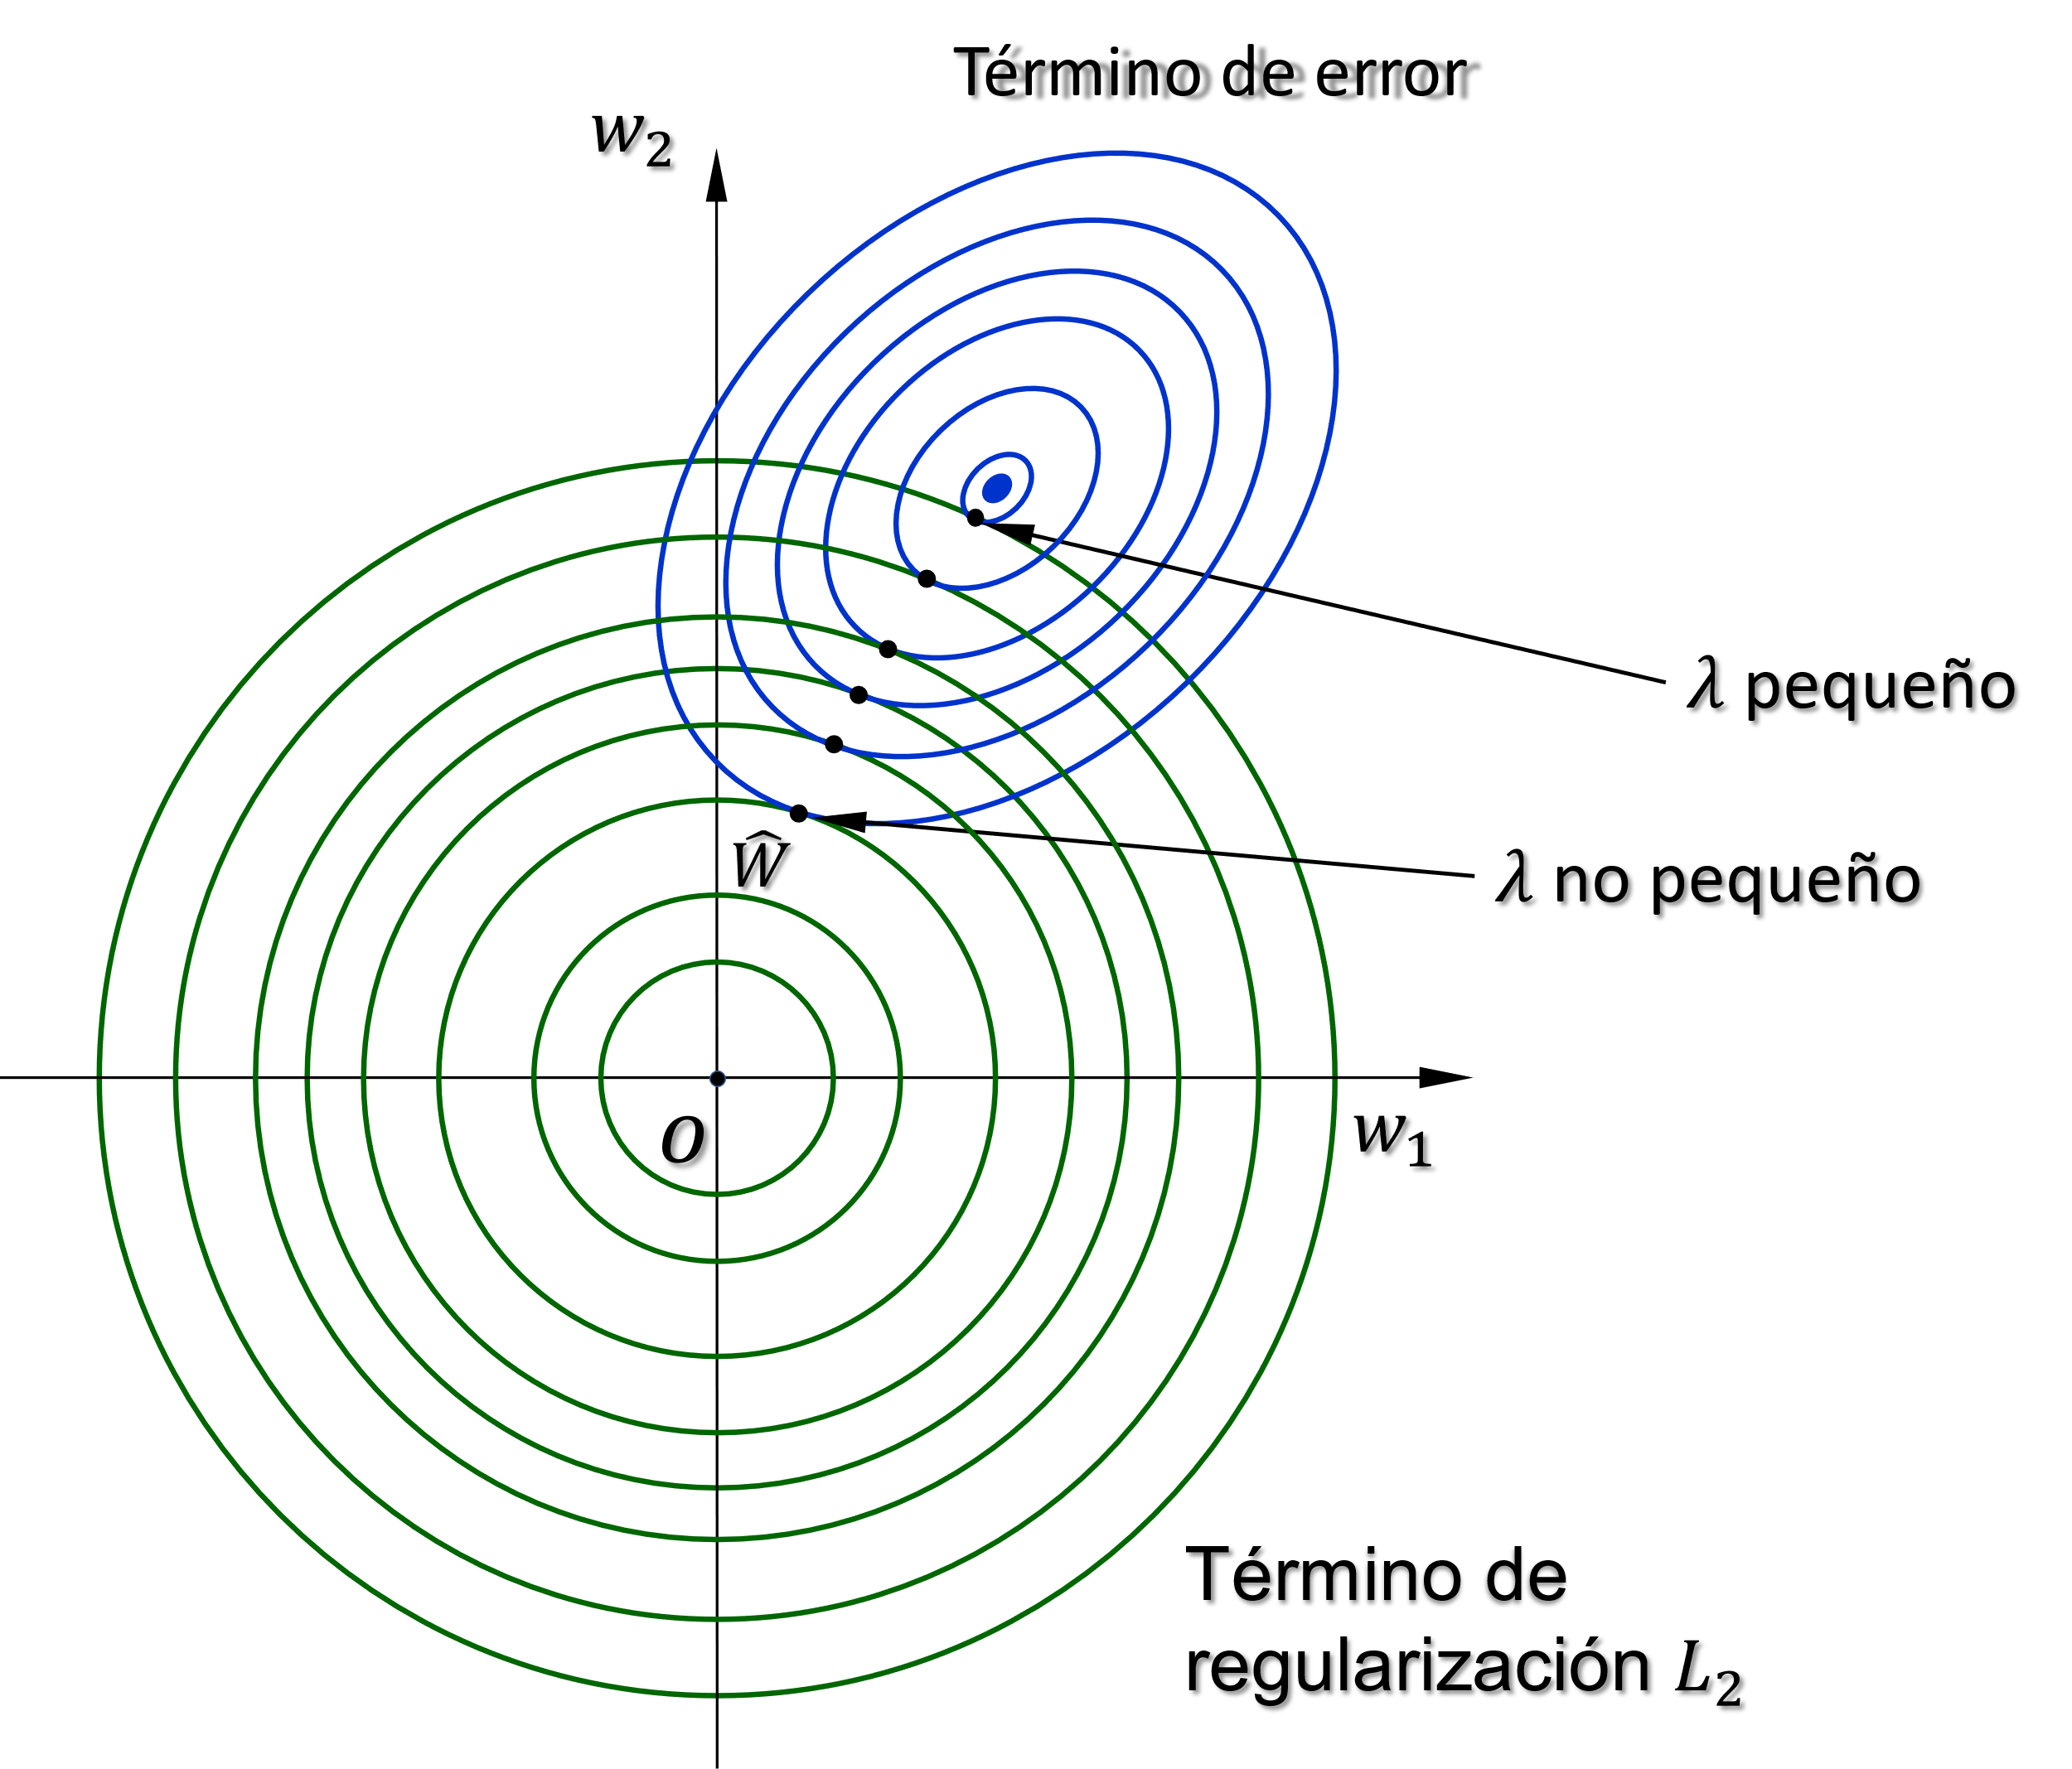 Término de error
w₂
λ pequeño
ŵ
λ no pequeño
O
w₁
Término de
regularización L₂